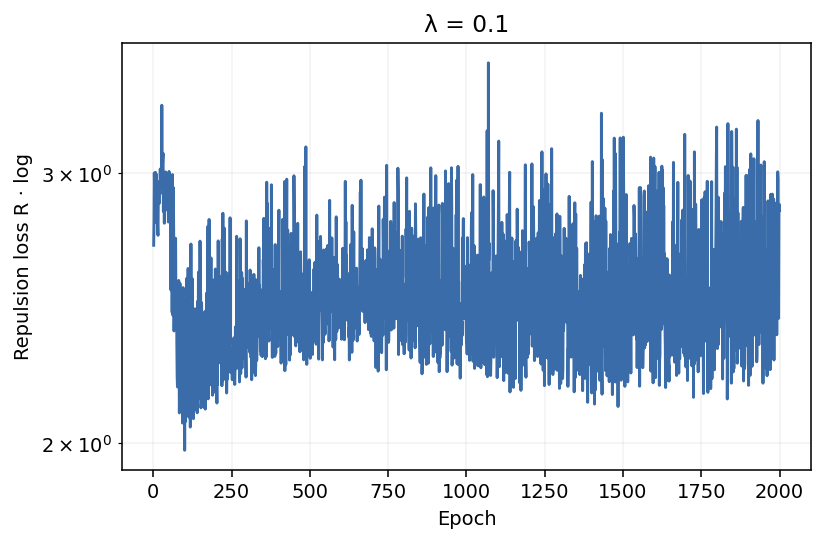 λ = 0.1
Repulsion loss R · log
3 × 10⁰
2 × 10⁰
0 250 500 750 1000 1250 1500 1750 2000
Epoch